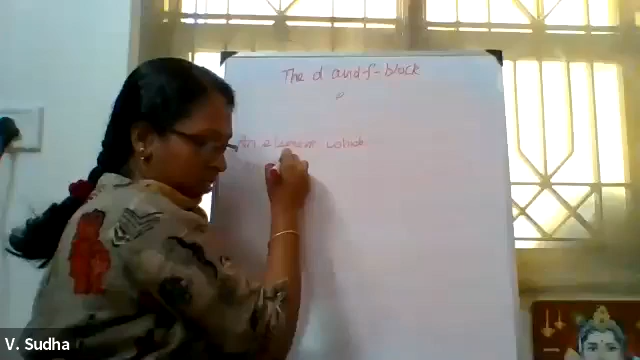 The d and f-block
An element which
V. Sudha